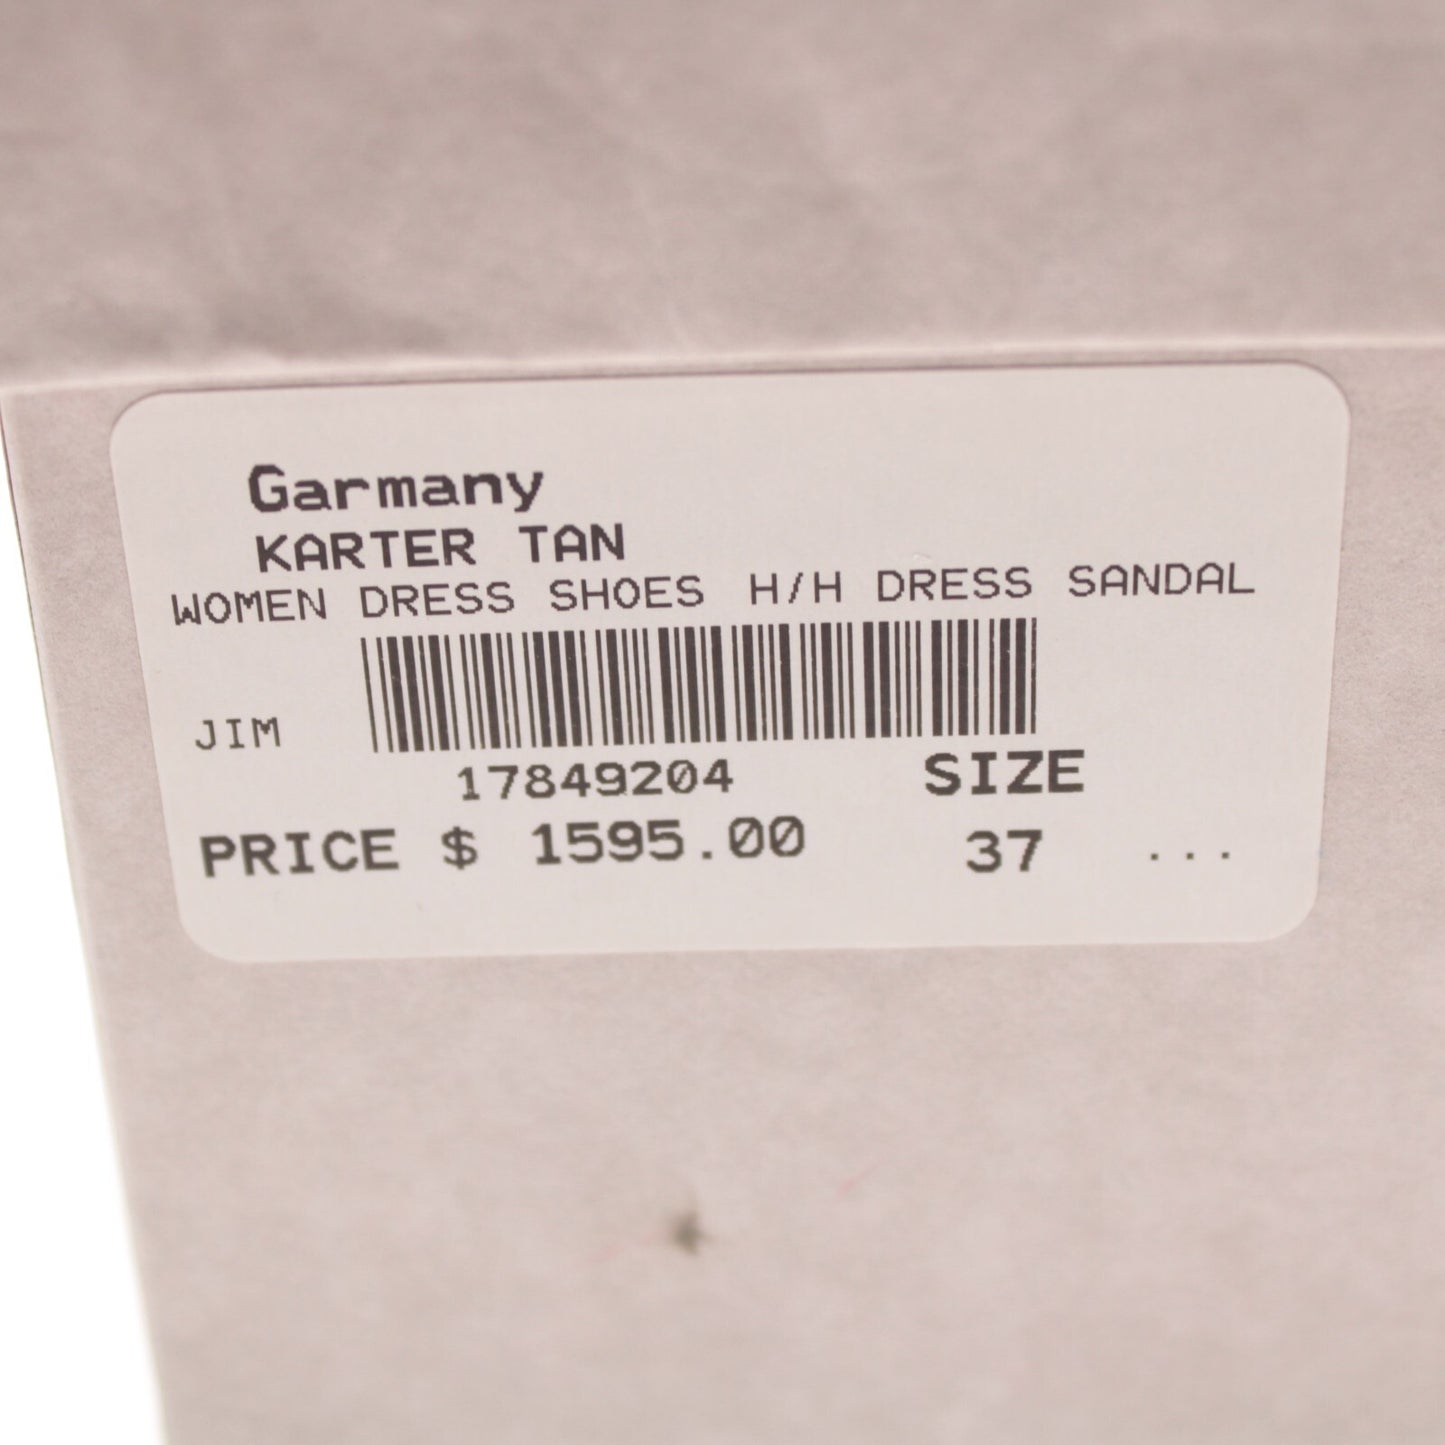 Garmany
KARTER TAN
WOMEN DRESS SHOES H/H DRESS SANDAL
JIM
17849204 SIZE
PRICE $ 1595.00 37 ...